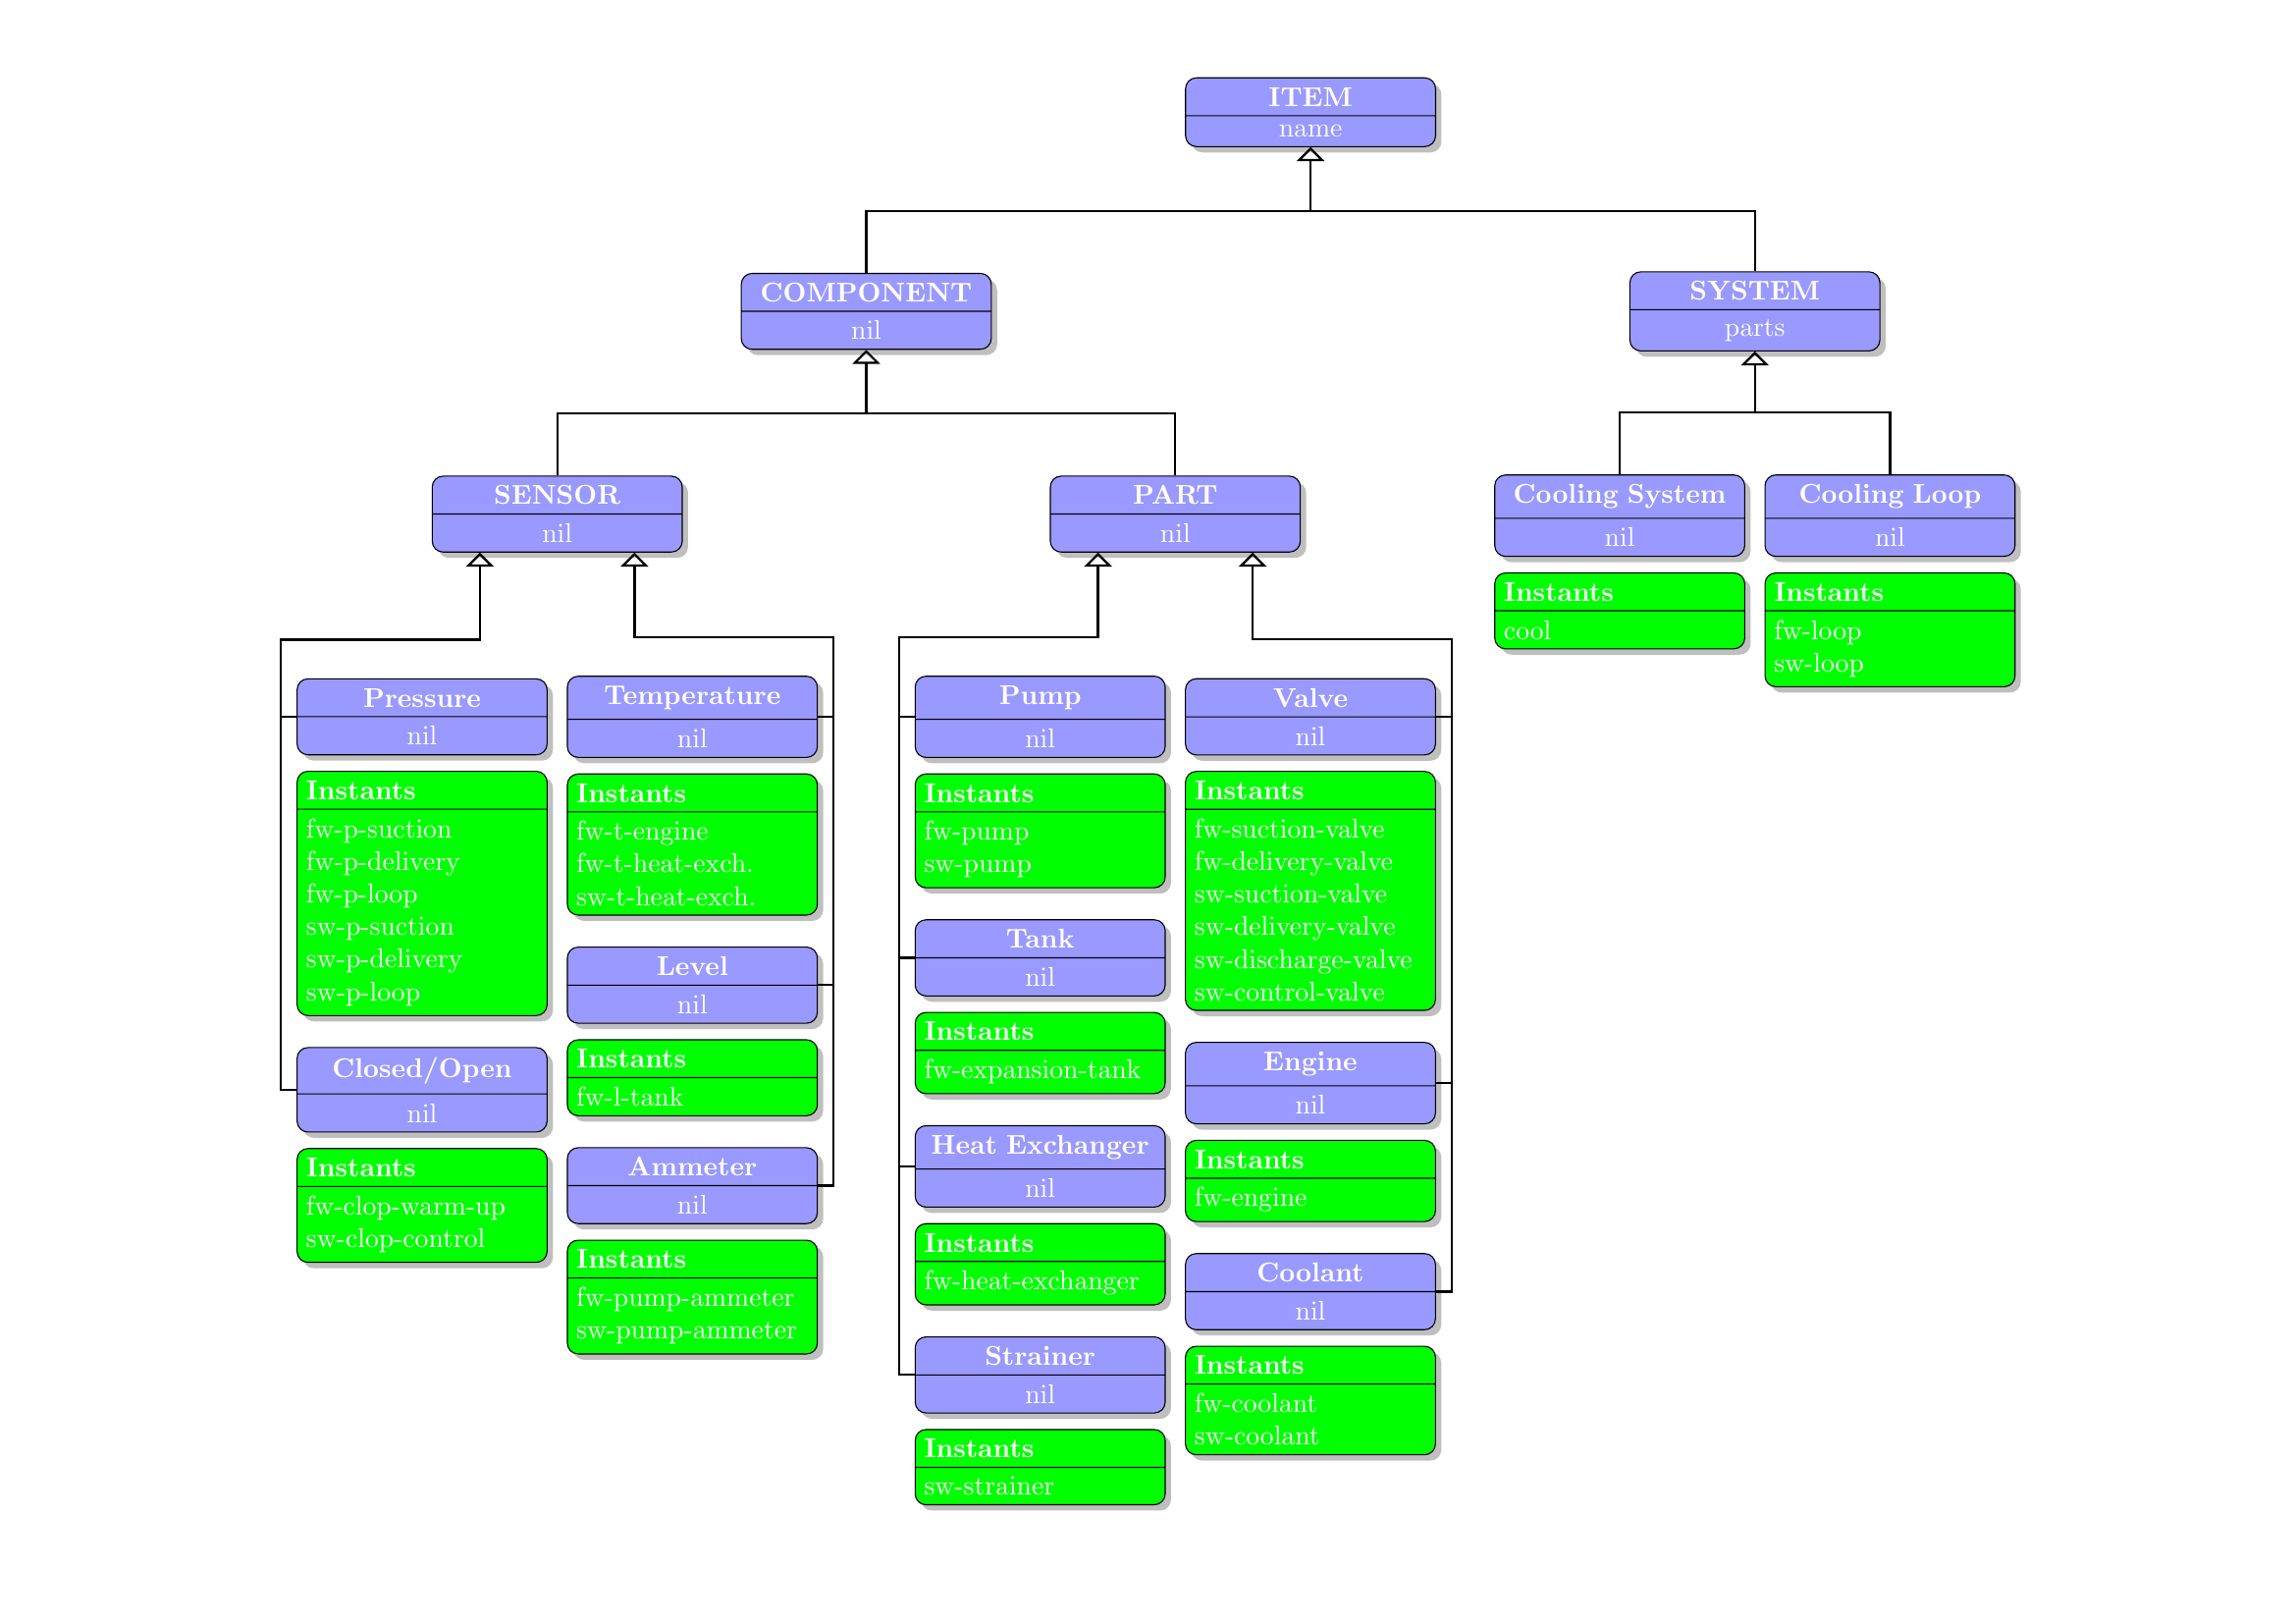 ITEM
name
COMPONENT
nil
SYSTEM
parts
SENSOR
nil
PART
nil
Cooling System
nil
Instants
cool
Cooling Loop
nil
Instants
fw-loop
sw-loop
Pressure
nil
Instants
fw-p-suction
fw-p-delivery
fw-p-loop
sw-p-suction
sw-p-delivery
sw-p-loop
Closed/Open
nil
Instants
fw-clop-warm-up
sw-clop-control
Temperature
nil
Instants
fw-t-engine
fw-t-heat-exch.
sw-t-heat-exch.
Level
nil
Instants
fw-l-tank
Ammeter
nil
Instants
fw-pump-ammeter
sw-pump-ammeter
Pump
nil
Instants
fw-pump
sw-pump
Tank
nil
Instants
fw-expansion-tank
Heat Exchanger
nil
Instants
fw-heat-exchanger
Strainer
nil
Instants
sw-strainer
Valve
nil
Instants
fw-suction-valve
fw-delivery-valve
sw-suction-valve
sw-delivery-valve
sw-discharge-valve
sw-control-valve
Engine
nil
Instants
fw-engine
Coolant
nil
Instants
fw-coolant
sw-coolant